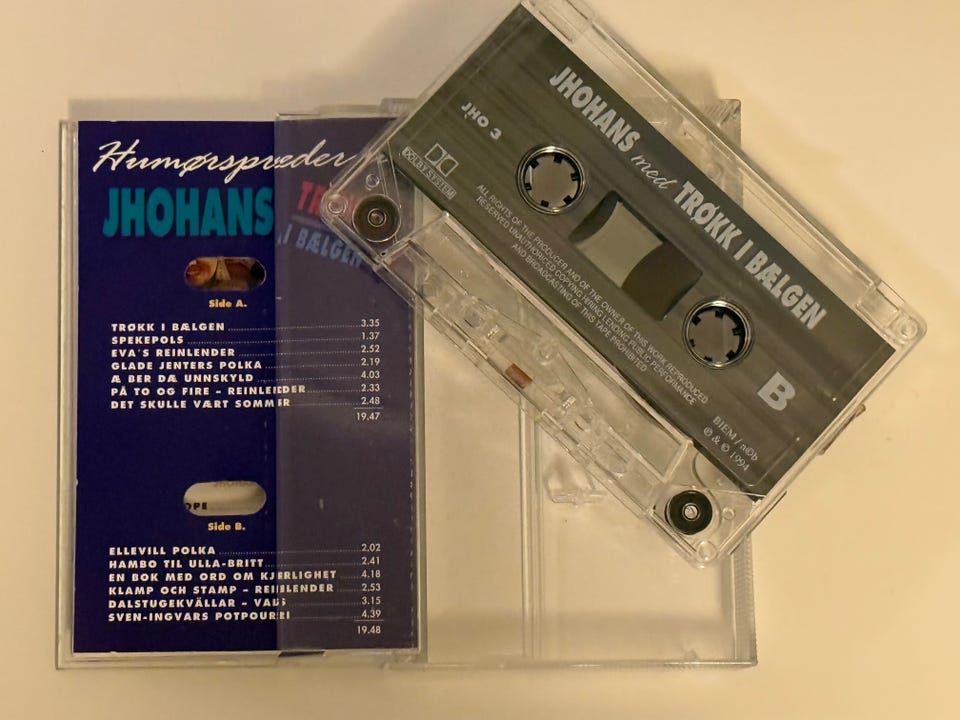 Humørspreder
JHOHANS
TRØKK
I BÆLGEN
Side A.
TRØKK I BÆLGEN 3.35
SPEKEPOLS 1.37
EVA'S REINLENDER 2.52
GLADE JENTERS POLKA 2.19
Æ BER DÆ UNNSKYLD 4.03
PÅ TO OG FIRE – REINLENDER 2.33
DET SKULLE VÆRT SOMMER 2.48
19.47
Side B.
ELLEVILL POLKA 2.02
HAMBO TIL ULLA-BRITT 2.41
EN BOK MED ORD OM KJÆRLIGHET 4.18
KLAMP OCH STAMP – REINLENDER 2.53
DALSTUGEKVÄLLAR – VALS 3.15
SVEN-INGVARS POTPOURRI 4.39
19.48
JHOHANS med TRØKK I BÆLGEN
JHO 3
DOLBY SYSTEM
ALL RIGHTS OF THE PRODUCER AND OF THE OWNER OF THIS WORK REPRODUCED
RESERVED UNAUTHORIZED COPYING HIRING LENDING PUBLIC PERFORMANCE
AND BROADCASTING OF THIS TAPE PROHIBITED
B
BIEM / n©b
℗ & © 1994